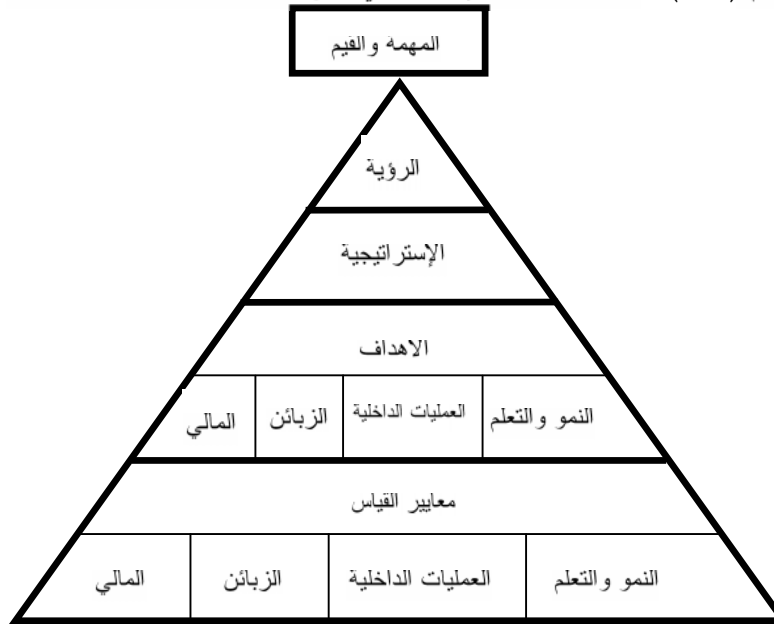 المهمة والقيم
الرؤية
الإستراتيجية
الاهداف
النمو والتعلم
العمليات الداخلية
الزبائن
المالي
معايير القياس
النمو والتعلم
العمليات الداخلية
الزبائن
المالي